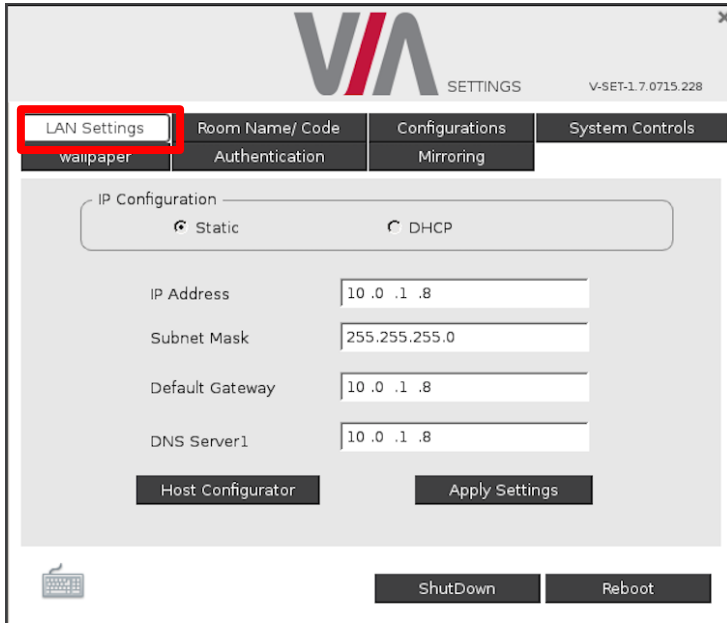 VIA SETTINGS V-SET-1.7.0715.228
LAN Settings Room Name/ Code Configurations System Controls
Wallpaper Authentication Mirroring
IP Configuration
Static DHCP
IP Address 10 .0 .1 .8
Subnet Mask 255.255.255.0
Default Gateway 10 .0 .1 .8
DNS Server1 10 .0 .1 .8
Host Configurator Apply Settings
ShutDown Reboot